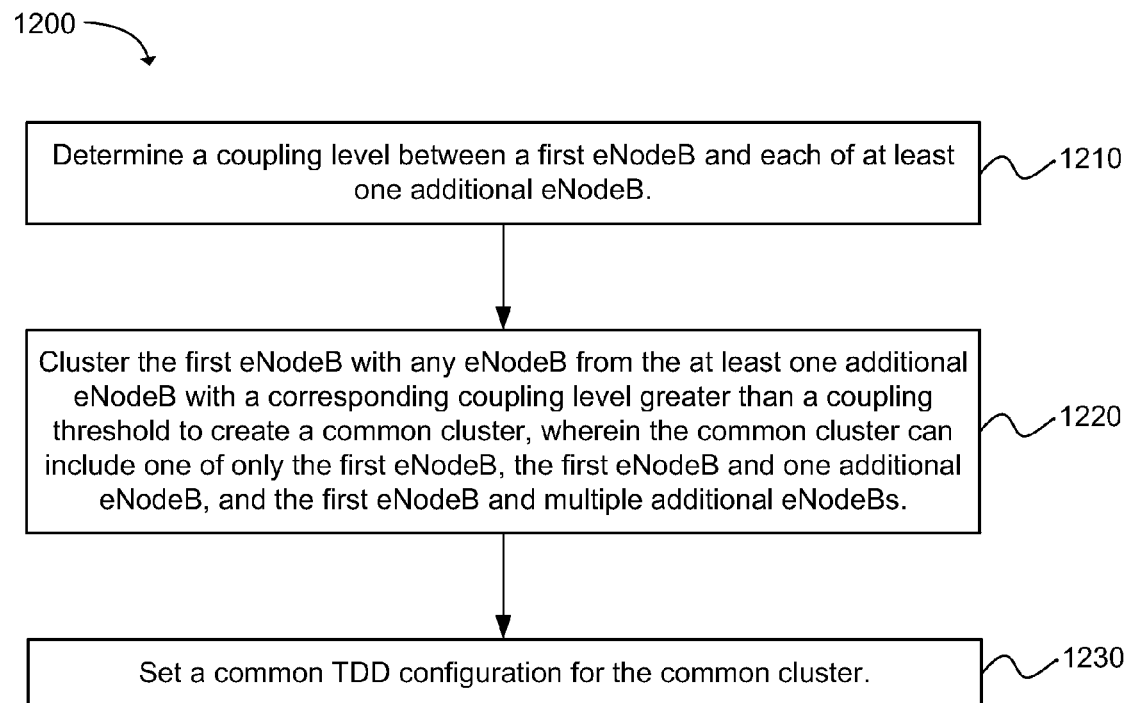 1200
Determine a coupling level between a first eNodeB and each of at least
one additional eNodeB.
1210
Cluster the first eNodeB with any eNodeB from the at least one additional
eNodeB with a corresponding coupling level greater than a coupling
threshold to create a common cluster, wherein the common cluster can
include one of only the first eNodeB, the first eNodeB and one additional
eNodeB, and the first eNodeB and multiple additional eNodeBs.
1220
Set a common TDD configuration for the common cluster.
1230